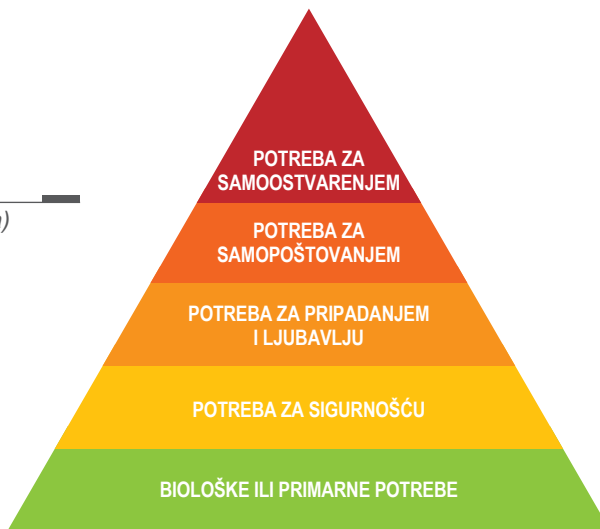 POTREBA ZA
SAMOOSTVARENJEM
POTREBA ZA
SAMOPOŠTOVANJEM
POTREBA ZA PRIPADANJEM
I LJUBAVLJU
POTREBA ZA SIGURNOŠĆU
BIOLOŠKE ILI PRIMARNE POTREBE